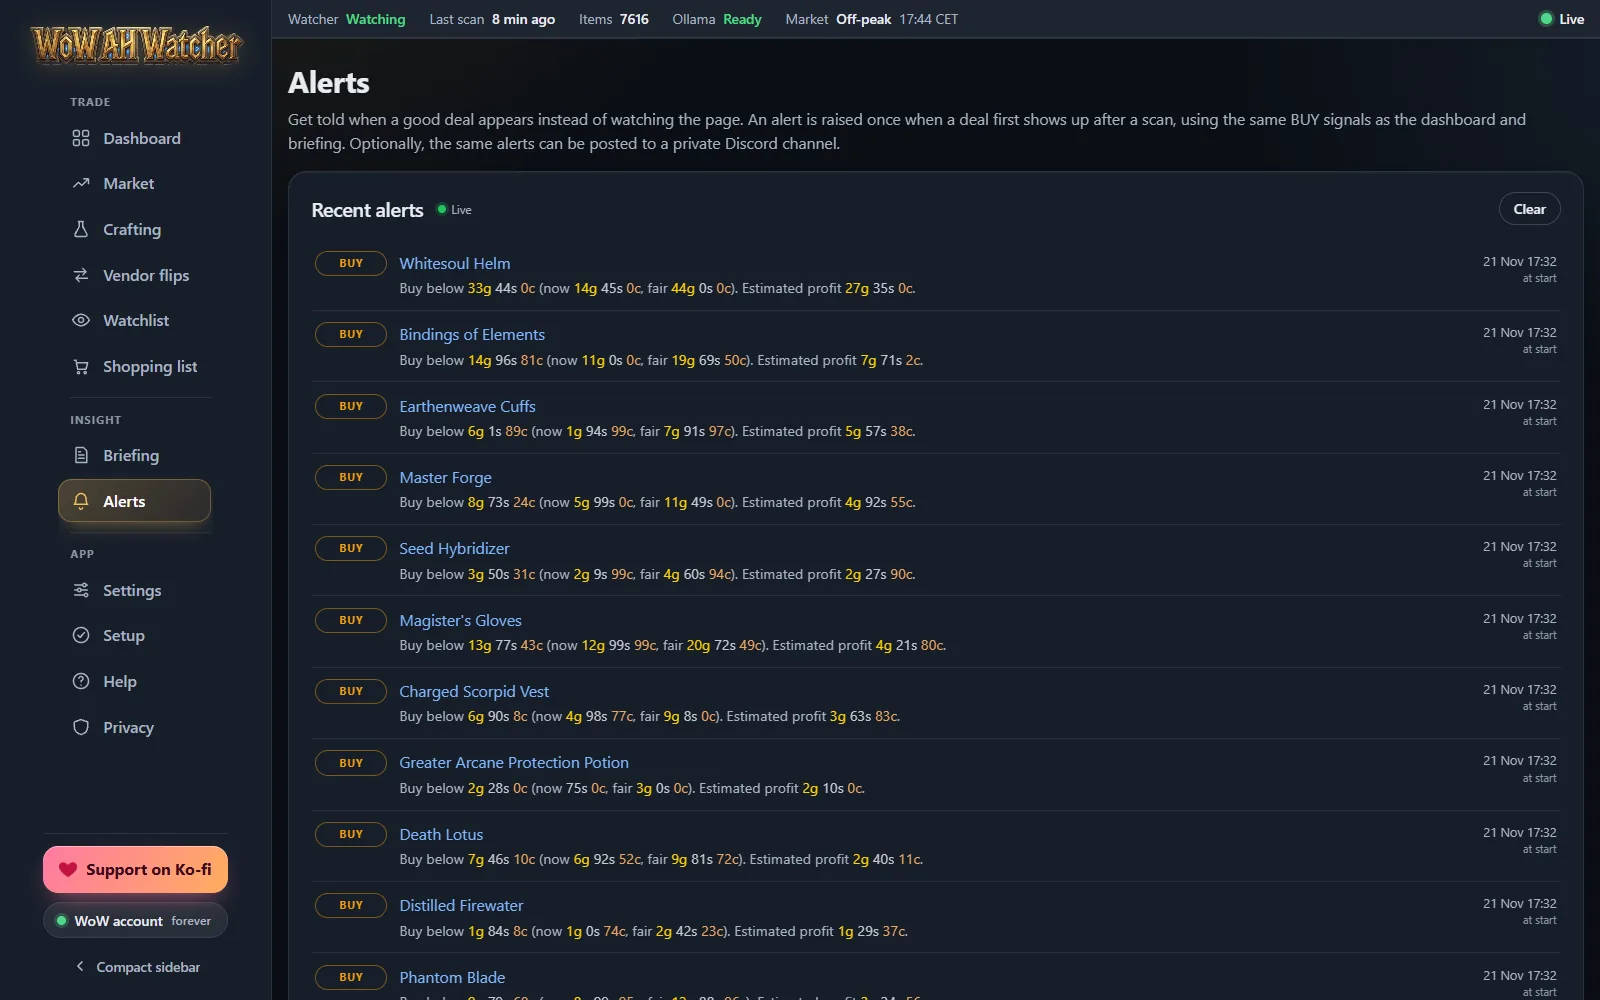 WoW AH Watcher
Watcher Watching Last scan 8 min ago Items 7616 Ollama Ready Market Off-peak 17:44 CET Live
TRADE
Dashboard
Market
Crafting
Vendor flips
Watchlist
Shopping list
INSIGHT
Briefing
Alerts
APP
Settings
Setup
Help
Privacy
Support on Ko-fi
WoW account forever
Compact sidebar
Alerts
Get told when a good deal appears instead of watching the page. An alert is raised once when a deal first shows up after a scan, using the same BUY signals as the dashboard and
briefing. Optionally, the same alerts can be posted to a private Discord channel.
Recent alerts Live Clear
BUY Whitesoul Helm 21 Nov 17:32
Buy below 33g 44s 0c (now 14g 45s 0c, fair 44g 0s 0c). Estimated profit 27g 35s 0c. at start
BUY Bindings of Elements 21 Nov 17:32
Buy below 14g 96s 81c (now 11g 0s 0c, fair 19g 69s 50c). Estimated profit 7g 71s 2c. at start
BUY Earthenweave Cuffs 21 Nov 17:32
Buy below 6g 1s 89c (now 1g 94s 99c, fair 7g 91s 97c). Estimated profit 5g 57s 38c. at start
BUY Master Forge 21 Nov 17:32
Buy below 8g 73s 24c (now 5g 99s 0c, fair 11g 49s 0c). Estimated profit 4g 92s 55c. at start
BUY Seed Hybridizer 21 Nov 17:32
Buy below 3g 50s 31c (now 2g 9s 99c, fair 4g 60s 94c). Estimated profit 2g 27s 90c. at start
BUY Magister's Gloves 21 Nov 17:32
Buy below 13g 77s 43c (now 12g 99s 99c, fair 20g 72s 49c). Estimated profit 4g 21s 80c. at start
BUY Charged Scorpid Vest 21 Nov 17:32
Buy below 6g 90s 8c (now 4g 98s 77c, fair 9g 8s 0c). Estimated profit 3g 63s 83c. at start
BUY Greater Arcane Protection Potion 21 Nov 17:32
Buy below 2g 28s 0c (now 75s 0c, fair 3g 0s 0c). Estimated profit 2g 10s 0c. at start
BUY Death Lotus 21 Nov 17:32
Buy below 7g 46s 10c (now 6g 92s 52c, fair 9g 81s 72c). Estimated profit 2g 40s 11c. at start
BUY Distilled Firewater 21 Nov 17:32
Buy below 1g 84s 8c (now 1g 0s 74c, fair 2g 42s 23c). Estimated profit 1g 29s 37c. at start
BUY Phantom Blade 21 Nov 17:32
at start